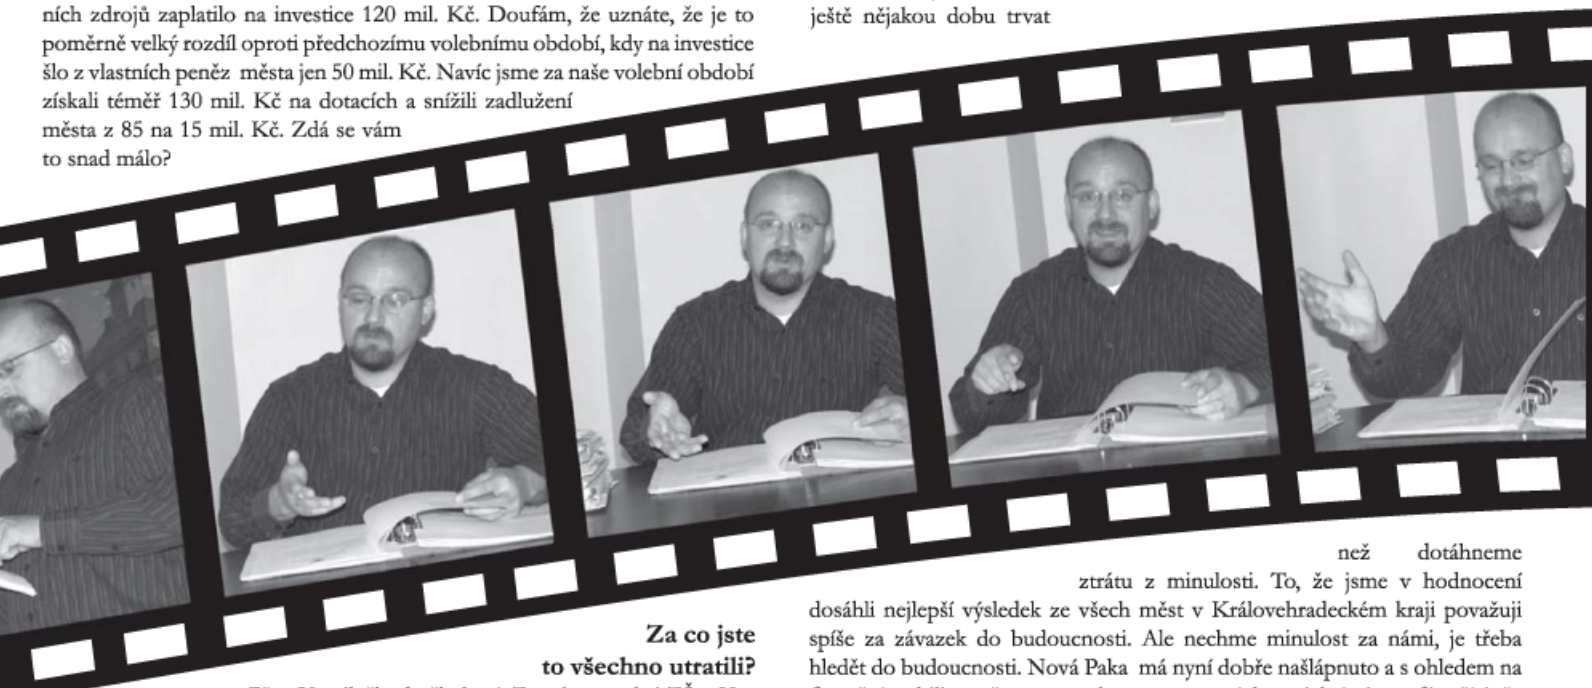 ních zdrojů zaplatilo na investice 120 mil. Kč. Doufám, že uznáte, že je to
poměrně velký rozdíl oproti předchozímu volebnímu období, kdy na investice
šlo z vlastních peněz města jen 50 mil. Kč. Navíc jsme za naše volební období
získali téměř 130 mil. Kč na dotacích a snížili zadlužení
města z 85 na 15 mil. Kč. Zdá se vám
to snad málo?
Za co jste
to všechno utratili?
ještě nějakou dobu trvat
než dotáhneme
ztrátu z minulosti. To, že jsme v hodnocení
dosáhli nejlepší výsledek ze všech měst v Královehradeckém kraji považuji
spíše za závazek do budoucnosti. Ale nechme minulost za námi, je třeba
hledět do budoucnosti. Nová Paka má nyní dobře našlápnuto a s ohledem na